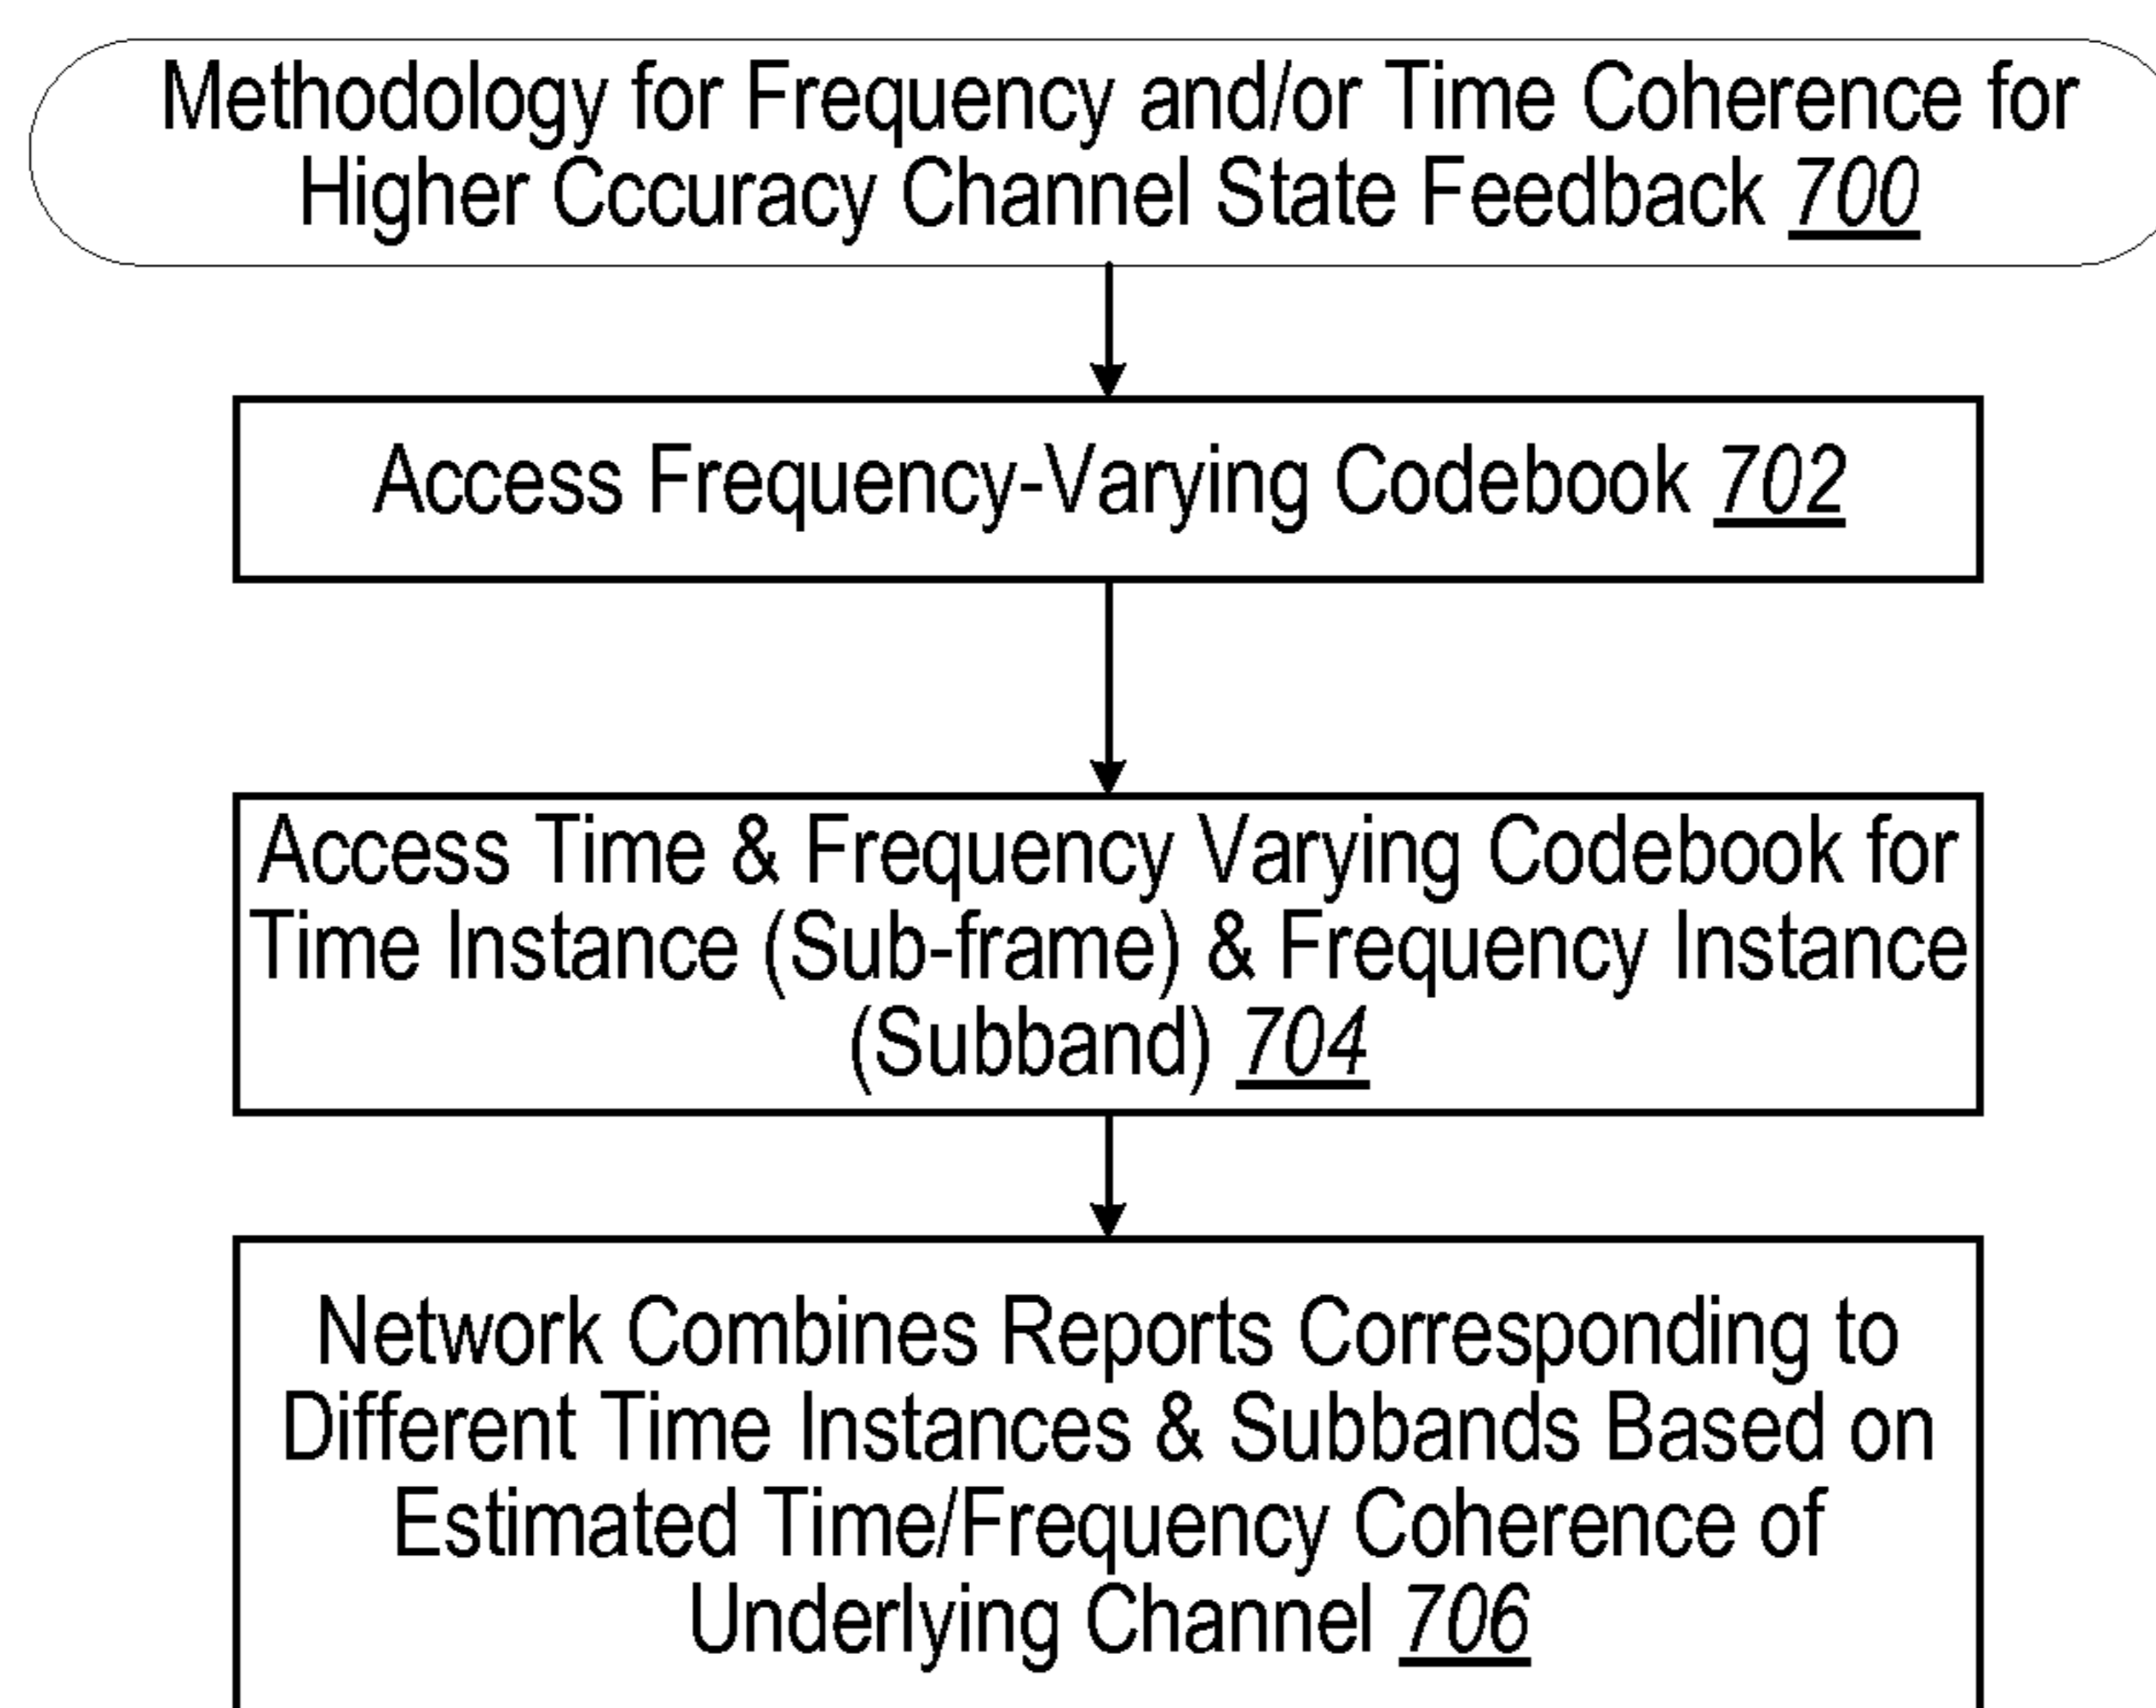 Methodology for Frequency and/or Time Coherence for
Higher Cccuracy Channel State Feedback 700
Access Frequency-Varying Codebook 702
Access Time & Frequency Varying Codebook for
Time Instance (Sub-frame) & Frequency Instance
(Subband) 704
Network Combines Reports Corresponding to
Different Time Instances & Subbands Based on
Estimated Time/Frequency Coherence of
Underlying Channel 706